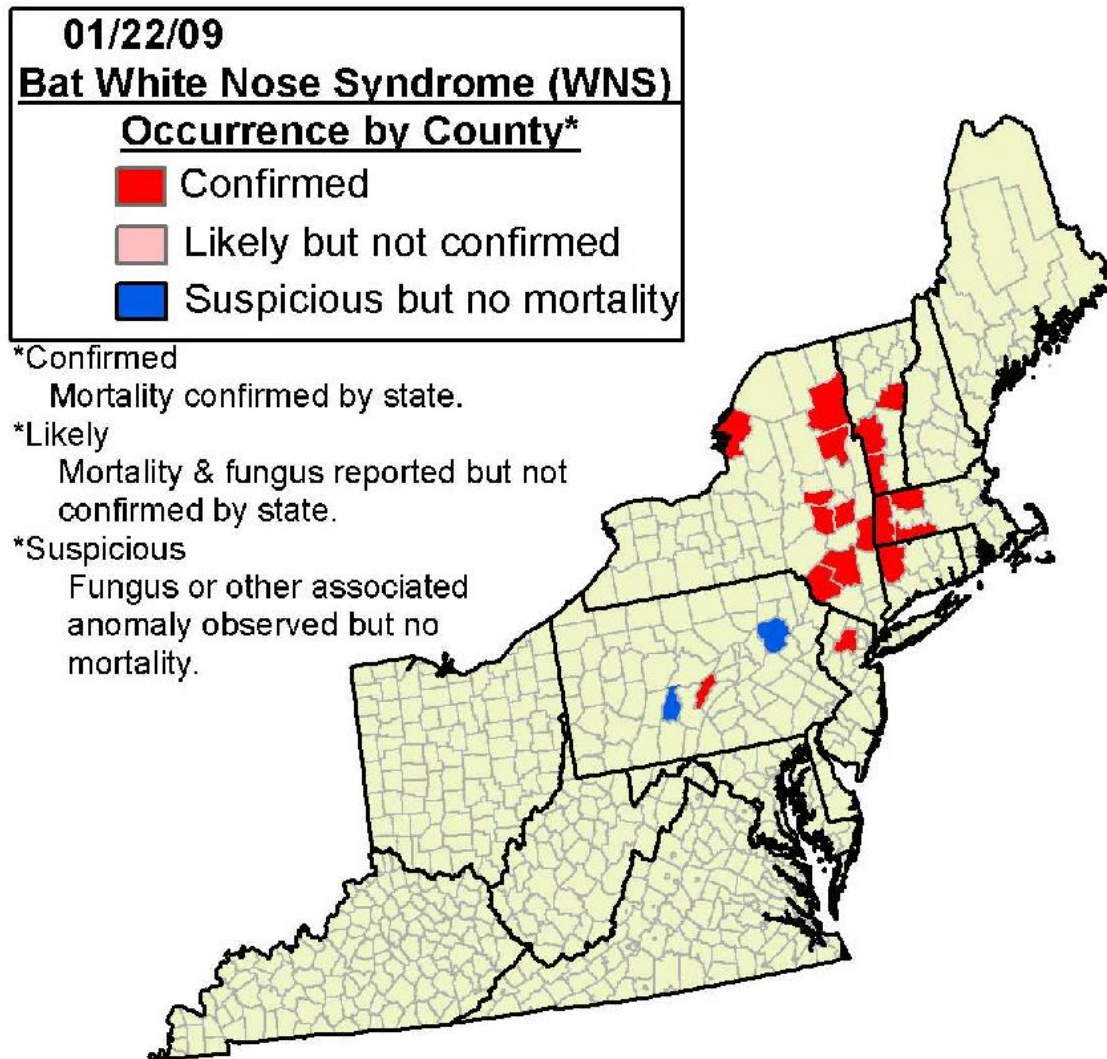 01/22/09
Bat White Nose Syndrome (WNS)
Occurrence by County*
Confirmed
Likely but not confirmed
Suspicious but no mortality
*Confirmed
Mortality confirmed by state.
*Likely
Mortality & fungus reported but not
confirmed by state.
*Suspicious
Fungus or other associated
anomaly observed but no
mortality.